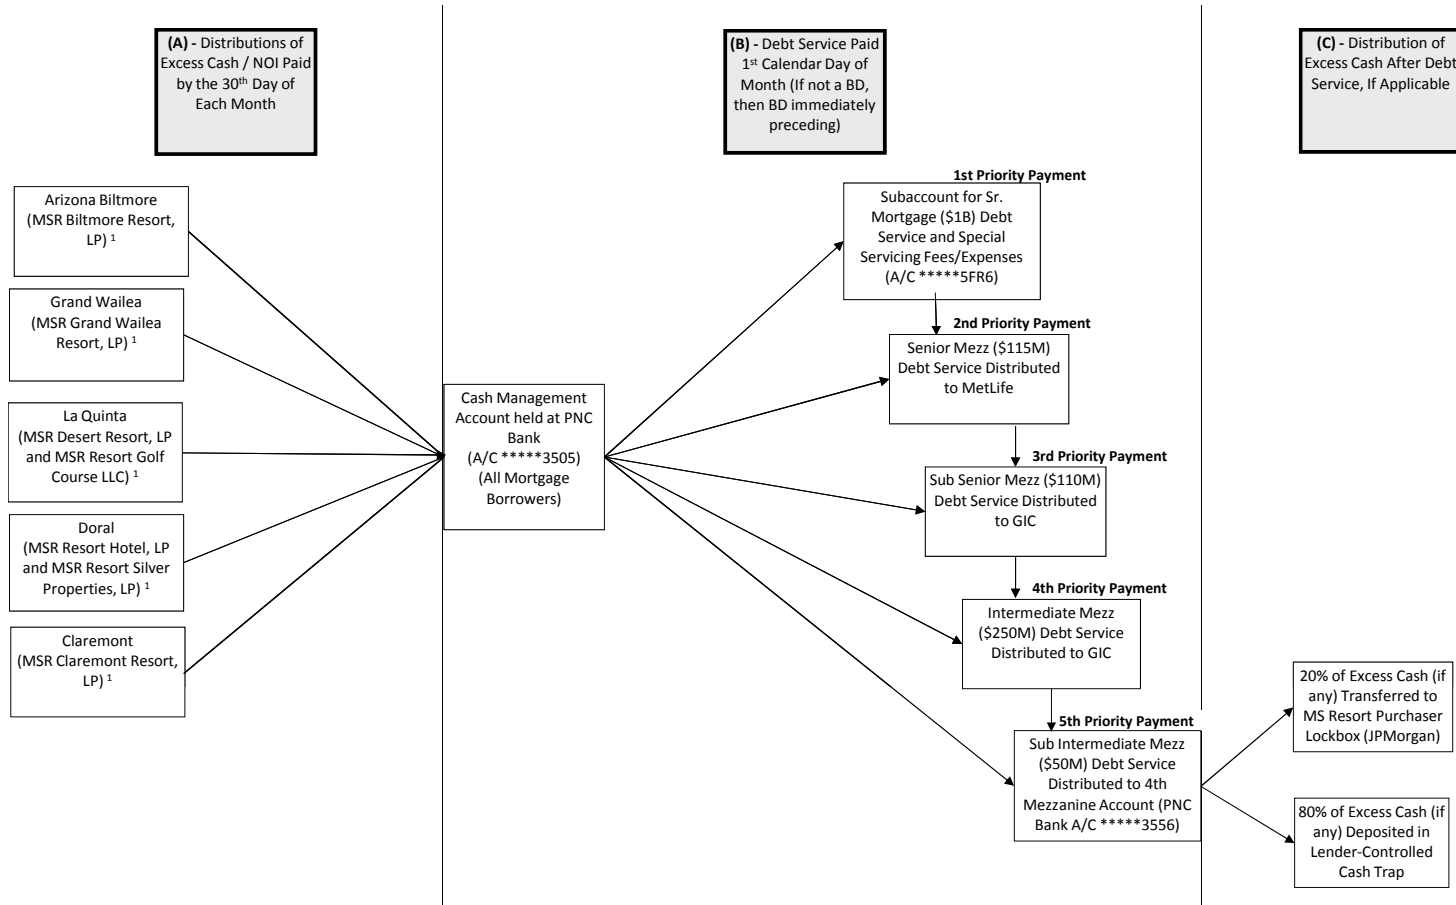 (A) - Distributions of
Excess Cash / NOI Paid
by the 30th Day of
Each Month
(B) - Debt Service Paid
1st Calendar Day of
Month (If not a BD,
then BD immediately
preceding)
(C) - Distribution of
Excess Cash After Debt
Service, If Applicable
Arizona Biltmore
(MSR Biltmore Resort,
LP) 1
Grand Wailea
(MSR Grand Wailea
Resort, LP) 1
La Quinta
(MSR Desert Resort, LP
and MSR Resort Golf
Course LLC) 1
Doral
(MSR Resort Hotel, LP
and MSR Resort Silver
Properties, LP) 1
Claremont
(MSR Claremont Resort,
LP) 1
Cash Management
Account held at PNC
Bank
(A/C *****3505)
(All Mortgage
Borrowers)
1st Priority Payment
Subaccount for Sr.
Mortgage ($1B) Debt
Service and Special
Servicing Fees/Expenses
(A/C *****5FR6)
2nd Priority Payment
Senior Mezz ($115M)
Debt Service Distributed
to MetLife
3rd Priority Payment
Sub Senior Mezz ($110M)
Debt Service Distributed
to GIC
4th Priority Payment
Intermediate Mezz
($250M) Debt Service
Distributed to GIC
5th Priority Payment
Sub Intermediate Mezz
($50M) Debt Service
Distributed to 4th
Mezzanine Account (PNC
Bank A/C *****3556)
20% of Excess Cash (if
any) Transferred to
MS Resort Purchaser
Lockbox (JPMorgan)
80% of Excess Cash (if
any) Deposited in
Lender-Controlled
Cash Trap